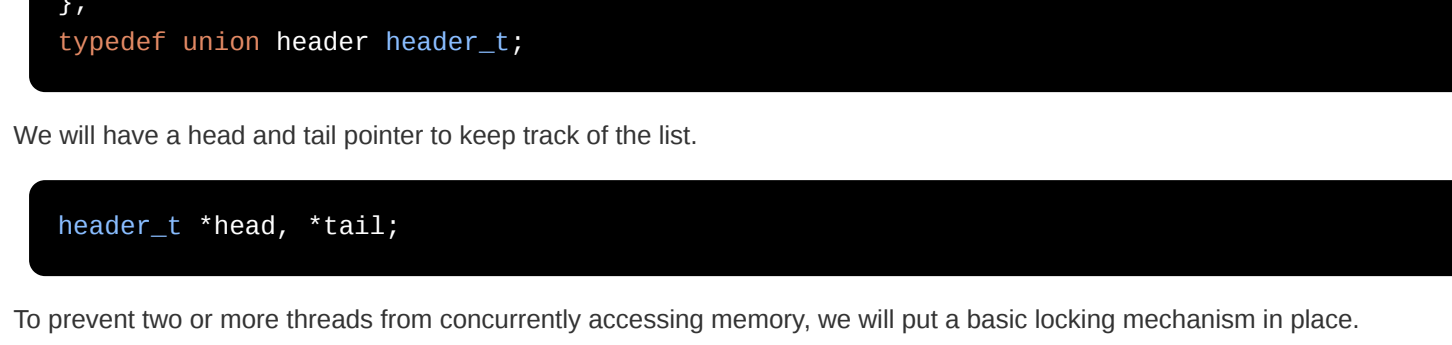 };
typedef union header header_t;
We will have a head and tail pointer to keep track of the list.
header_t *head, *tail;
To prevent two or more threads from concurrently accessing memory, we will put a basic locking mechanism in place.